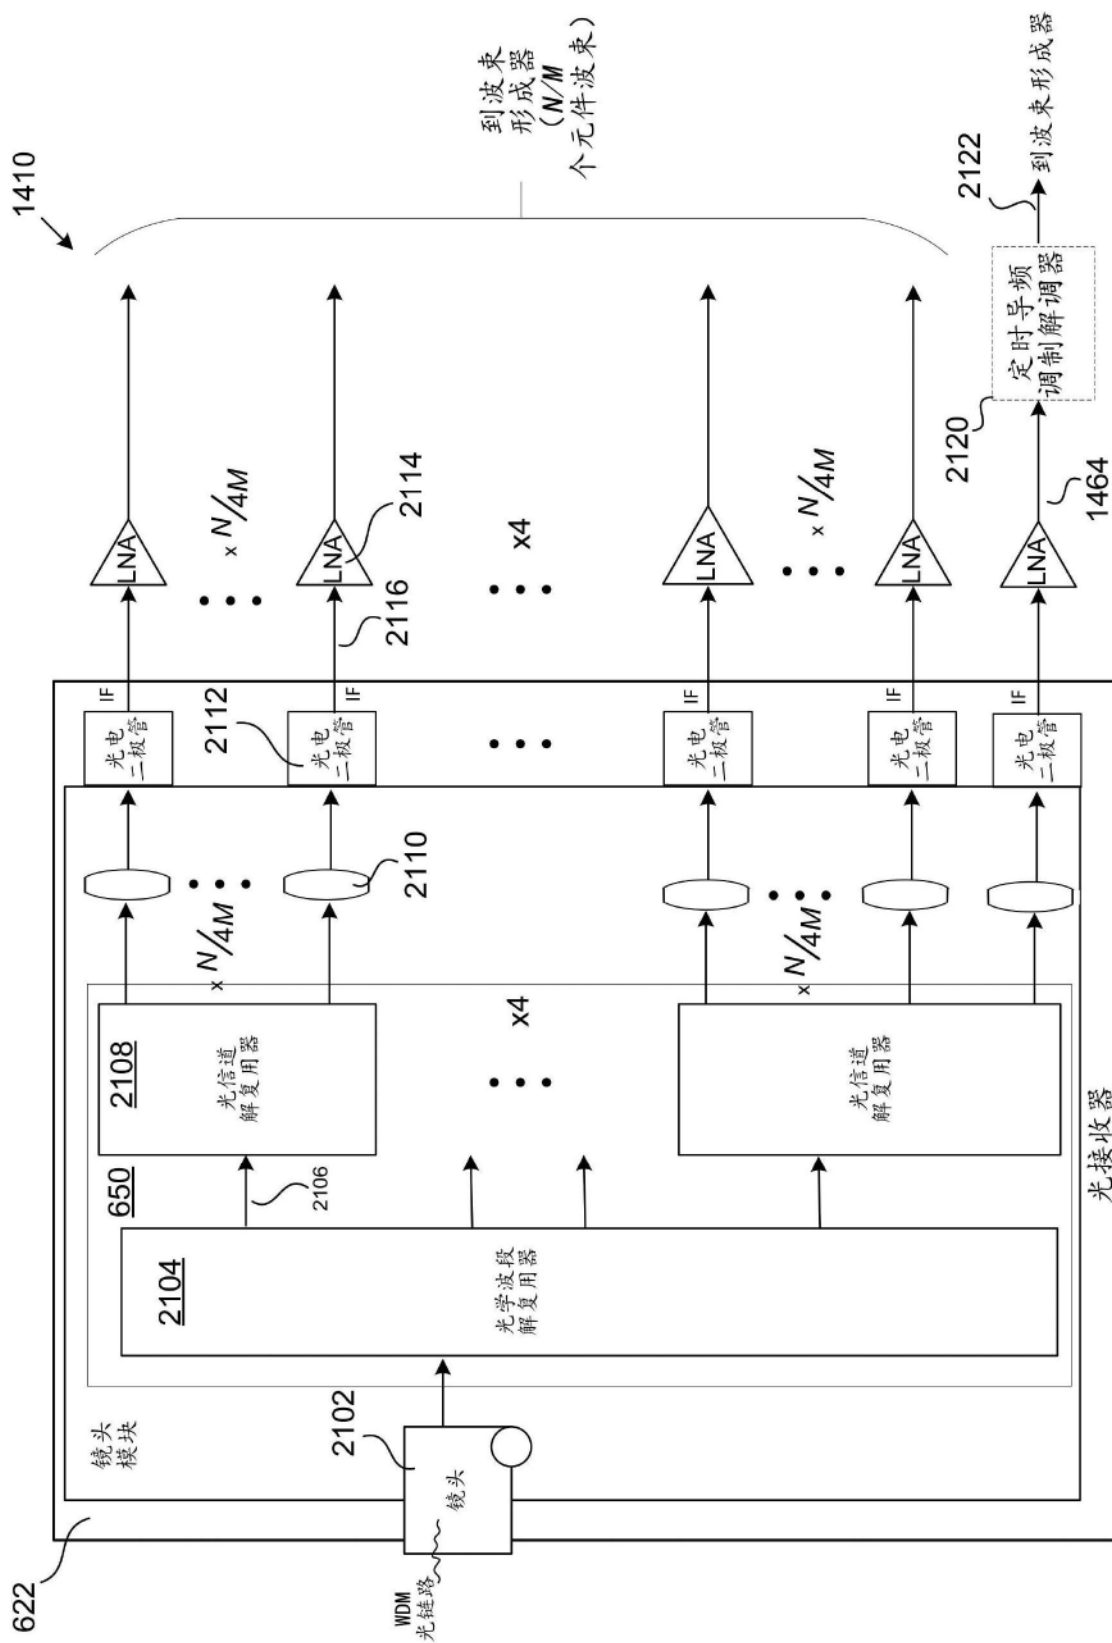 622
1410
WDM
光链路
镜头
2102
镜头
模块
2104
光学波段
解复用器
650
2106
2108
光信道
解复用器
x4
光信道
解复用器
x N/4M
x N/4M
2110
光电
二极管
2112
光电
二极管
光电
二极管
光电
二极管
光电
二极管
IF
IF
IF
IF
IF
2116
LNA
x N/4M
LNA
2114
x4
LNA
x N/4M
LNA
LNA
1464
2120
定时导频
调制解调器
2122
到波束形成器
到波束
形成器
(N/M
个元件波束)
光接收器